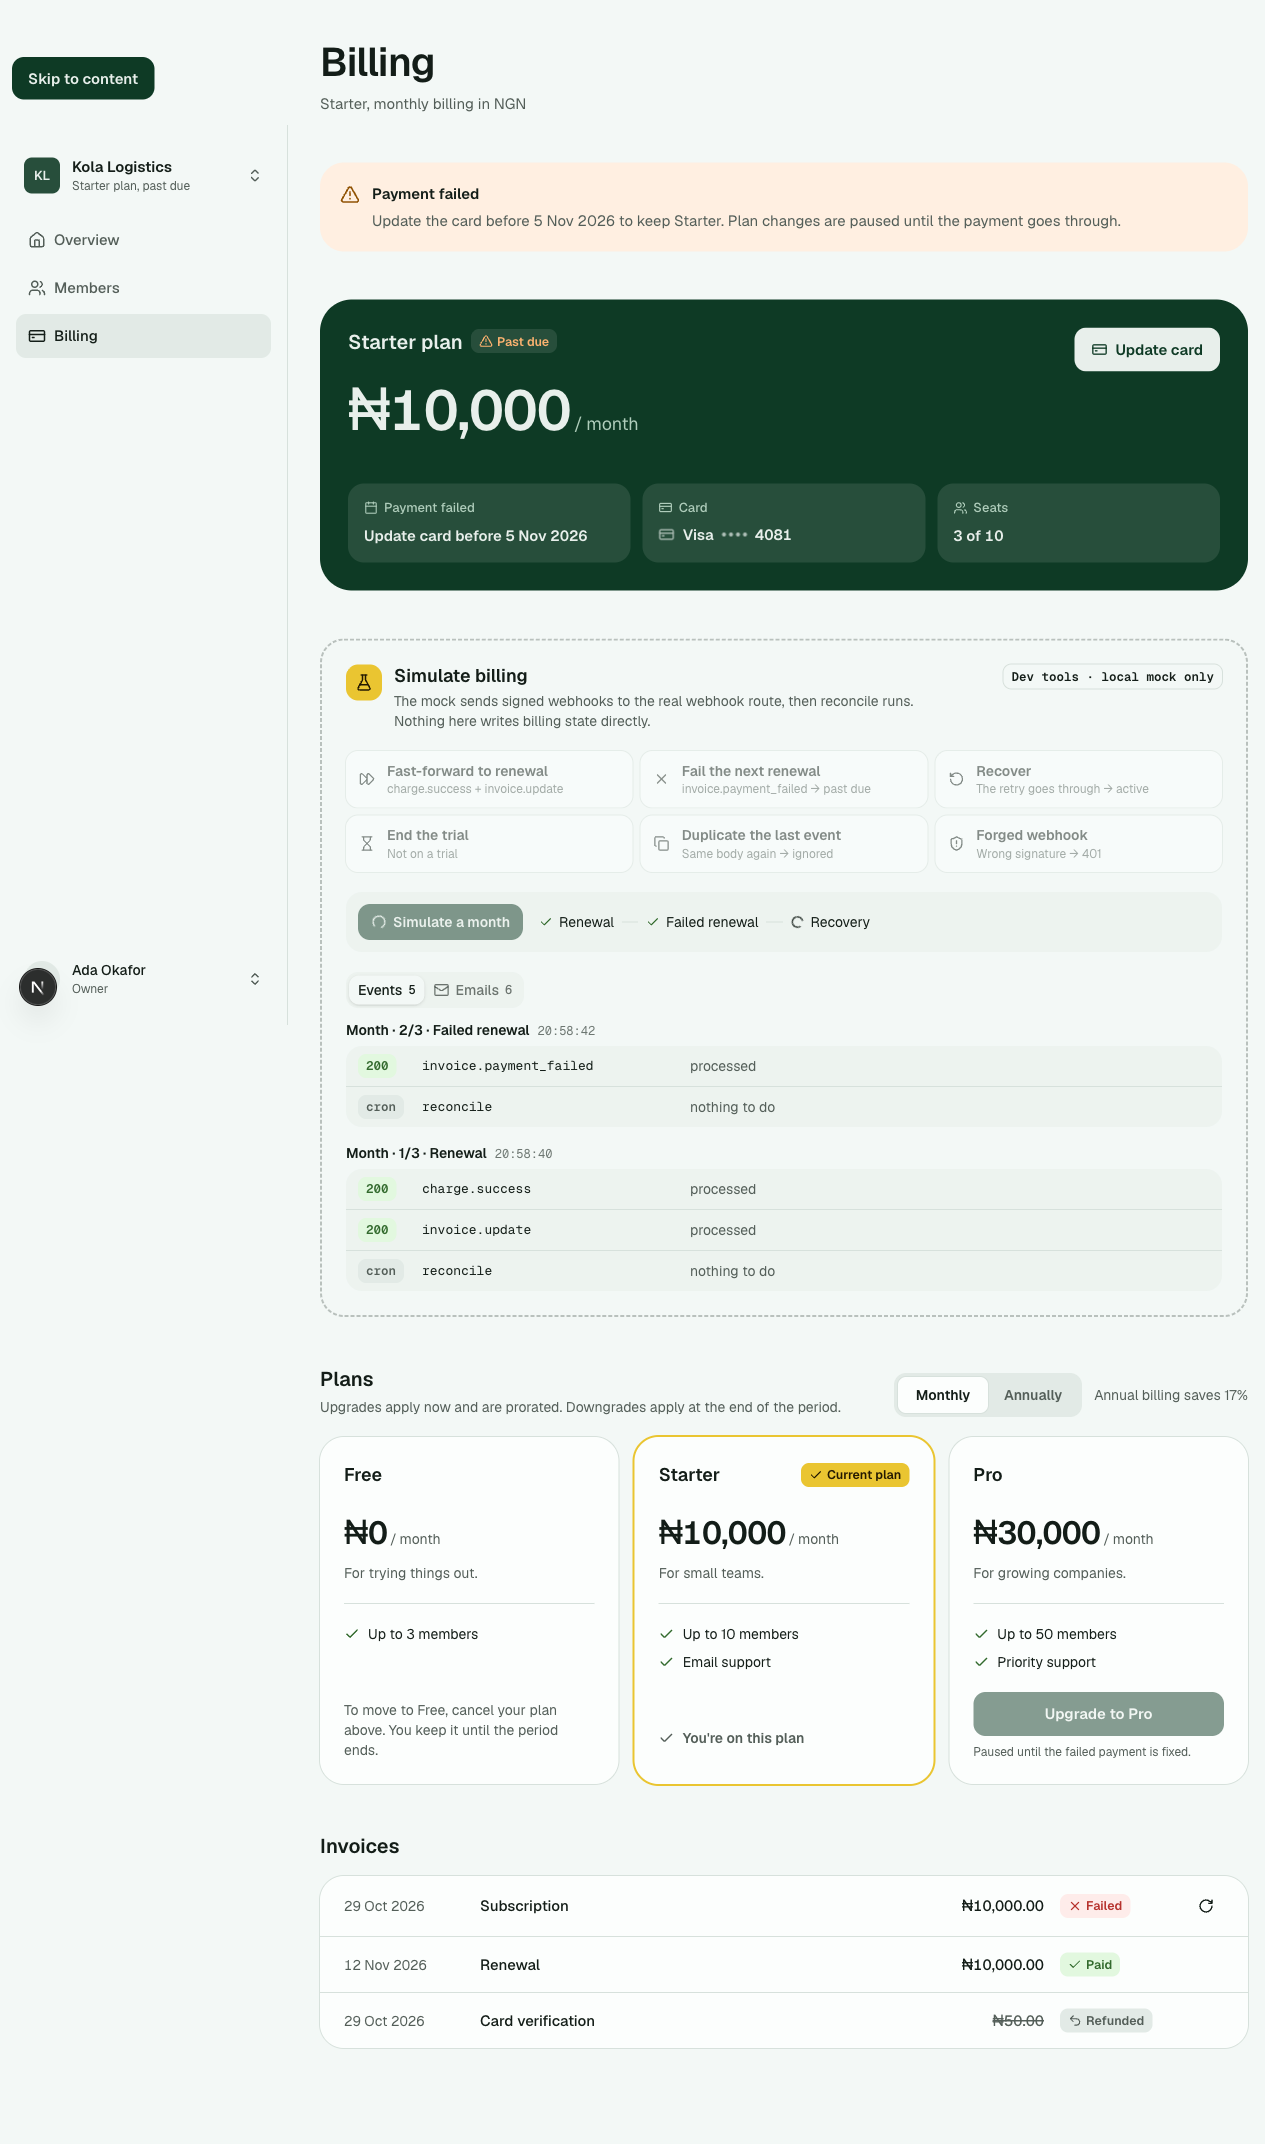 Billing
Starter, monthly billing in NGN
Skip to content
KL
Kola Logistics
Starter plan, past due
Overview
Members
Billing
Ada Okafor
Owner
N
Payment failed
Update the card before 5 Nov 2026 to keep Starter. Plan changes are paused until the payment goes through.
Starter plan
Past due
Update card
₦10,000 / month
Payment failed
Update card before 5 Nov 2026
Card
Visa •••• 4081
Seats
3 of 10
Simulate billing
Dev tools · local mock only
The mock sends signed webhooks to the real webhook route, then reconcile runs.
Nothing here writes billing state directly.
Fast-forward to renewal
charge.success + invoice.update
Fail the next renewal
invoice.payment_failed → past due
Recover
The retry goes through → active
End the trial
Not on a trial
Duplicate the last event
Same body again → ignored
Forged webhook
Wrong signature → 401
Simulate a month
Renewal
Failed renewal
Recovery
Events 5
Emails 6
Month · 2/3 · Failed renewal 20:58:42
200 invoice.payment_failed processed
cron reconcile nothing to do
Month · 1/3 · Renewal 20:58:40
200 charge.success processed
200 invoice.update processed
cron reconcile nothing to do
Plans
Upgrades apply now and are prorated. Downgrades apply at the end of the period.
Monthly
Annually
Annual billing saves 17%
Free
₦0 / month
For trying things out.
Up to 3 members
To move to Free, cancel your plan
above. You keep it until the period
ends.
Starter
Current plan
₦10,000 / month
For small teams.
Up to 10 members
Email support
You're on this plan
Pro
₦30,000 / month
For growing companies.
Up to 50 members
Priority support
Upgrade to Pro
Paused until the failed payment is fixed.
Invoices
29 Oct 2026 Subscription ₦10,000.00 Failed
12 Nov 2026 Renewal ₦10,000.00 Paid
29 Oct 2026 Card verification ₦50.00 Refunded